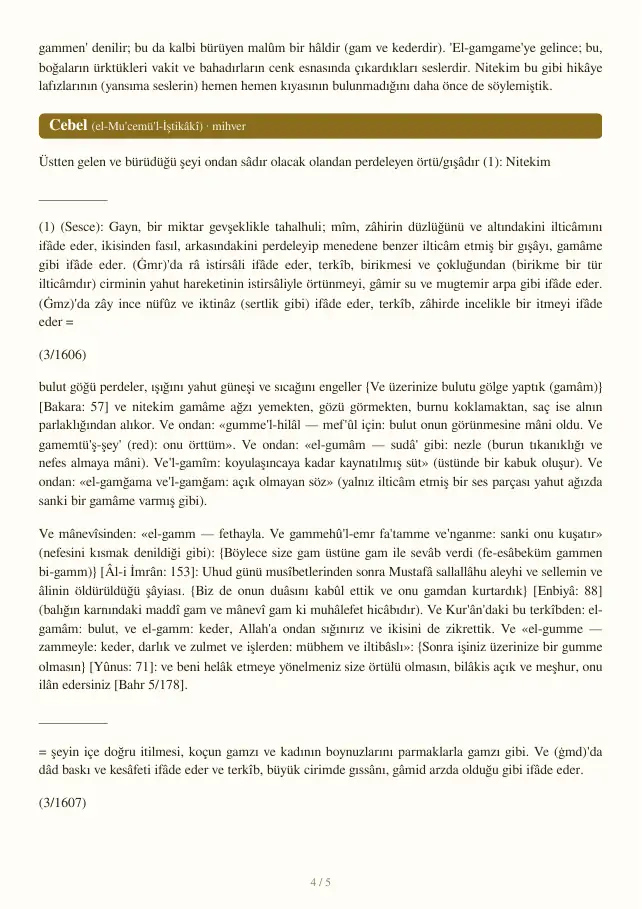 gammen' denilir; bu da kalbi bürüyen malûm bir hâldir (gam ve kederdir). 'El-gamgame'ye gelince; bu,
boğaların ürktükleri vakit ve bahadırların cenk esnasında çıkardıkları seslerdir. Nitekim bu gibi hikâye
lafızlarının (yansıma seslerin) hemen hemen kıyasının bulunmadığını daha önce de söylemiştik.
Cebel (el-Mu'cemü'l-İştikâkî) · mihver
Üstten gelen ve bürüdüğü şeyi ondan sâdır olacak olandan perdeleyen örtü/gışâdır (1): Nitekim
(1) (Sesce): Gayn, bir miktar gevşeklikle tahalhuli; mîm, zâhirin düzlüğünü ve altındakini ilticâmını
ifâde eder, ikisinden fasıl, arkasındakini perdeleyip menedene benzer ilticâm etmiş bir gışâyı, gamâme
gibi ifâde eder. (Ġmr)'da râ istirsâli ifâde eder, terkîb, birikmesi ve çokluğundan (birikme bir tür
ilticâmdır) cirminin yahut hareketinin istirsâliyle örtünmeyi, gâmir su ve mugtemir arpa gibi ifâde eder.
(Ġmz)'da zây ince nüfûz ve iktinâz (sertlik gibi) ifâde eder, terkîb, zâhirde incelikle bir itmeyi ifâde
eder =
(3/1606)
bulut göğü perdeler, ışığını yahut güneşi ve sıcağını engeller {Ve üzerinize bulutu gölge yaptık (gamâm)}
[Bakara: 57] ve nitekim gamâme ağzı yemekten, gözü görmekten, burnu koklamaktan, saç ise alnın
parlaklığından alıkor. Ve ondan: «gumme'l-hilâl — mef'ûl için: bulut onun görünmesine mâni oldu. Ve
gamemtü'ş-şey' (red): onu örttüm». Ve ondan: «el-gumâm — sudâ' gibi: nezle (burun tıkanıklığı ve
nefes almaya mâni). Ve'l-gamîm: koyulaşıncaya kadar kaynatılmış süt» (üstünde bir kabuk oluşur). Ve
ondan: «el-gamğama ve'l-gamğam: açık olmayan söz» (yalnız ilticâm etmiş bir ses parçası yahut ağızda
sanki bir gamâme varmış gibi).
Ve mânevîsinden: «el-gamm — fethayla. Ve gammehû'l-emr fa'tamme ve'nganme: sanki onu kuşatır»
(nefesini kısmak denildiği gibi): {Böylece size gam üstüne gam ile sevâb verdi (fe-esâbeküm gammen
bi-gamm)} [Âl-i İmrân: 153]: Uhud günü musîbetlerinden sonra Mustafâ sallallâhu aleyhi ve sellemin ve
âlinin öldürüldüğü şâyiası. {Biz de onun duasını kabûl ettik ve onu gamdan kurtardık} [Enbiyâ: 88]
(balığın karnındaki maddî gam ve mânevî gam ki muhâlefet hicâbıdır). Ve Kur'ân'daki bu terkîbden: el-
gamâm: bulut, ve el-gamm: keder, Allah'a ondan sığınırız ve ikisini de zikrettik. Ve «el-gumme —
zammeyle: keder, darlık ve zulmet ve işlerden: mübhem ve iltibâslı»: {Sonra işiniz üzerinize bir gumme
olmasın} [Yûnus: 71]: ve beni helâk etmeye yönelmeniz size örtülü olmasın, bilâkis açık ve meşhur, onu
ilân edersiniz [Bahr 5/178].
= şeyin içe doğru itilmesi, koçun gamzı ve kadının boynuzlarını parmaklarla gamzı gibi. Ve (ġmd)'da
dâd baskı ve kesâfeti ifâde eder ve terkîb, büyük cirimde gıssânı, gâmid arzda olduğu gibi ifâde eder.
(3/1607)
4 / 5